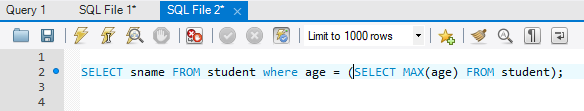 Query 1 SQL File 1* SQL File 2* ×
Limit to 1000 rows
1
2 SELECT sname FROM student where age = (SELECT MAX(age) FROM student);
3
4